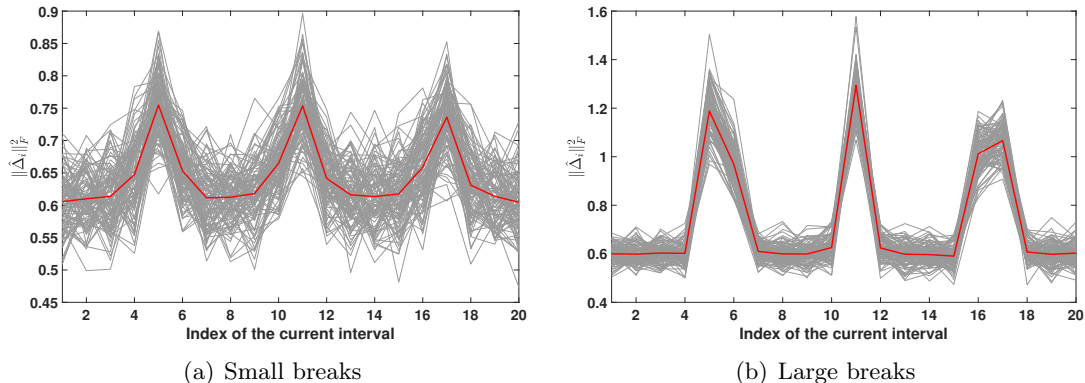 0.9
0.85
0.8
0.75
0.7
0.65
0.6
0.55
0.5
0.45
‖Δ̂ᵢ‖²_F
2 4 6 8 10 12 14 16 18 20
Index of the current interval
(a) Small breaks
1.6
1.4
1.2
1
0.8
0.6
0.4
‖Δ̂ᵢ‖²_F
2 4 6 8 10 12 14 16 18 20
Index of the current interval
(b) Large breaks